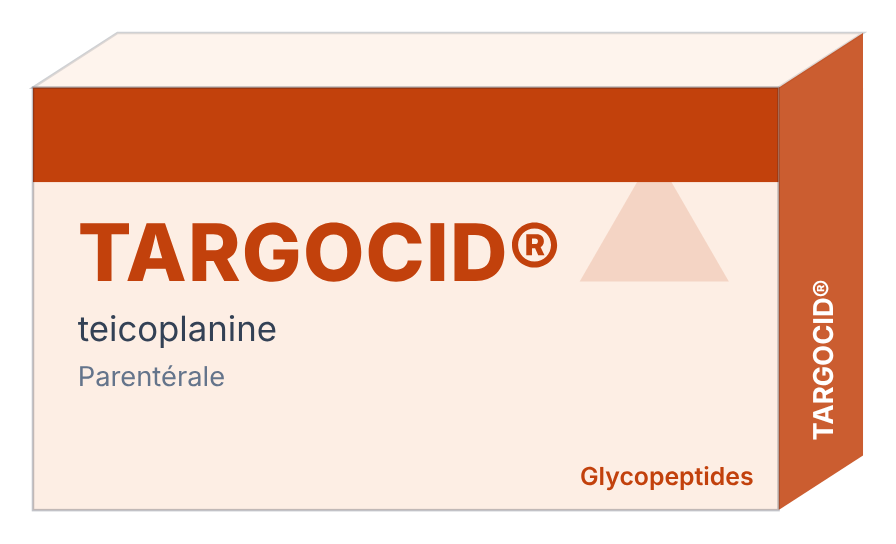 TARGOCID®
teicoplanine
Parentérale
Glycopeptides
TARGOCID®